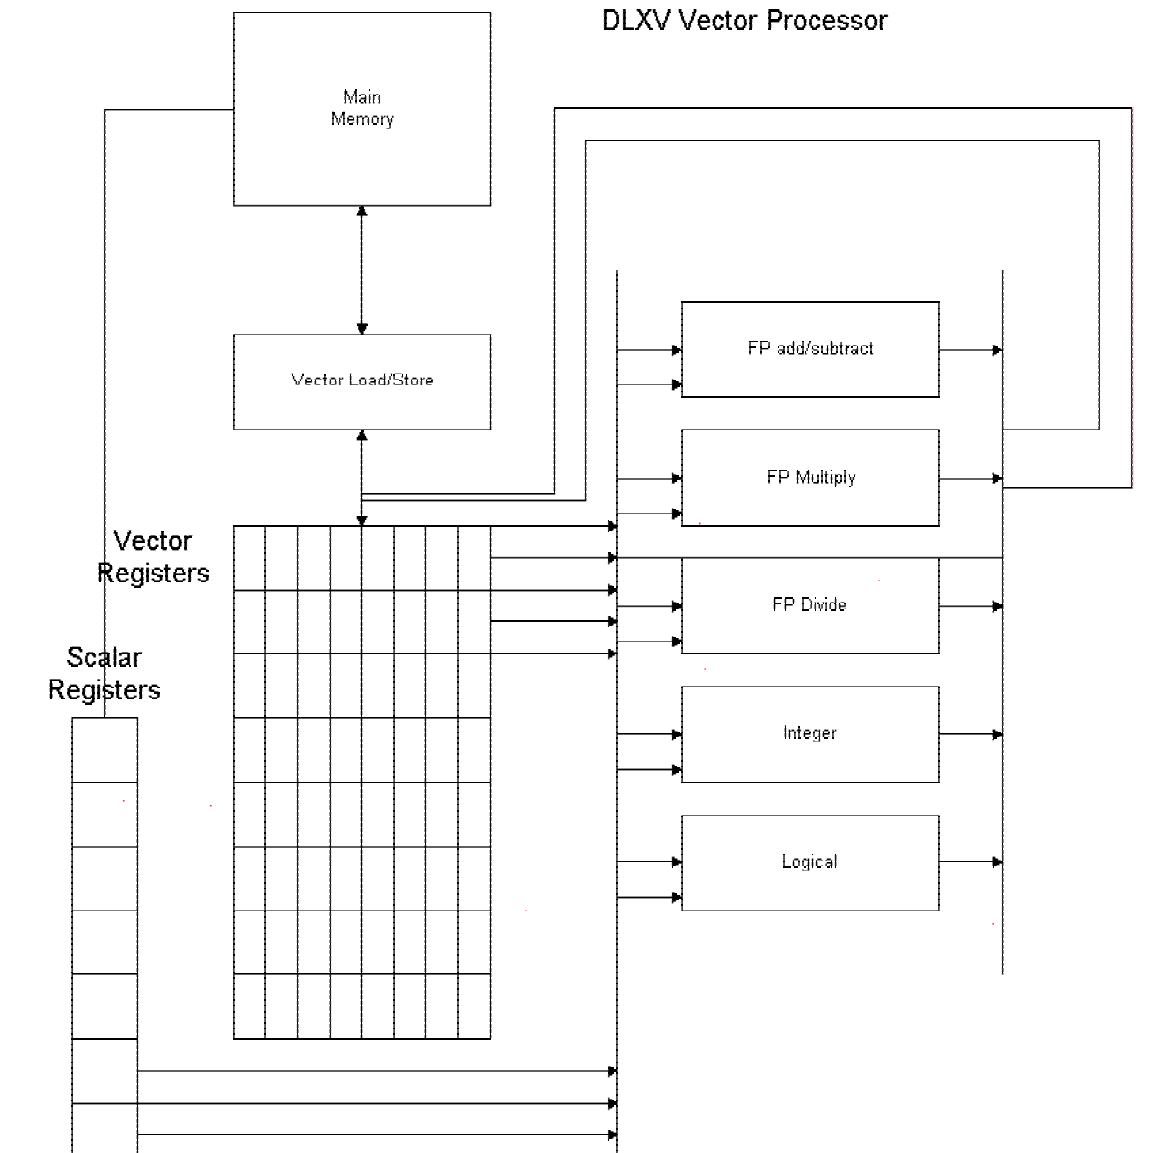 DLXV Vector Processor
Main
Memory
FP add/subtract
Vector Load/Store
FP Multiply
Vector
Registers
FP Divide
Scalar
Registers
Integer
Logical